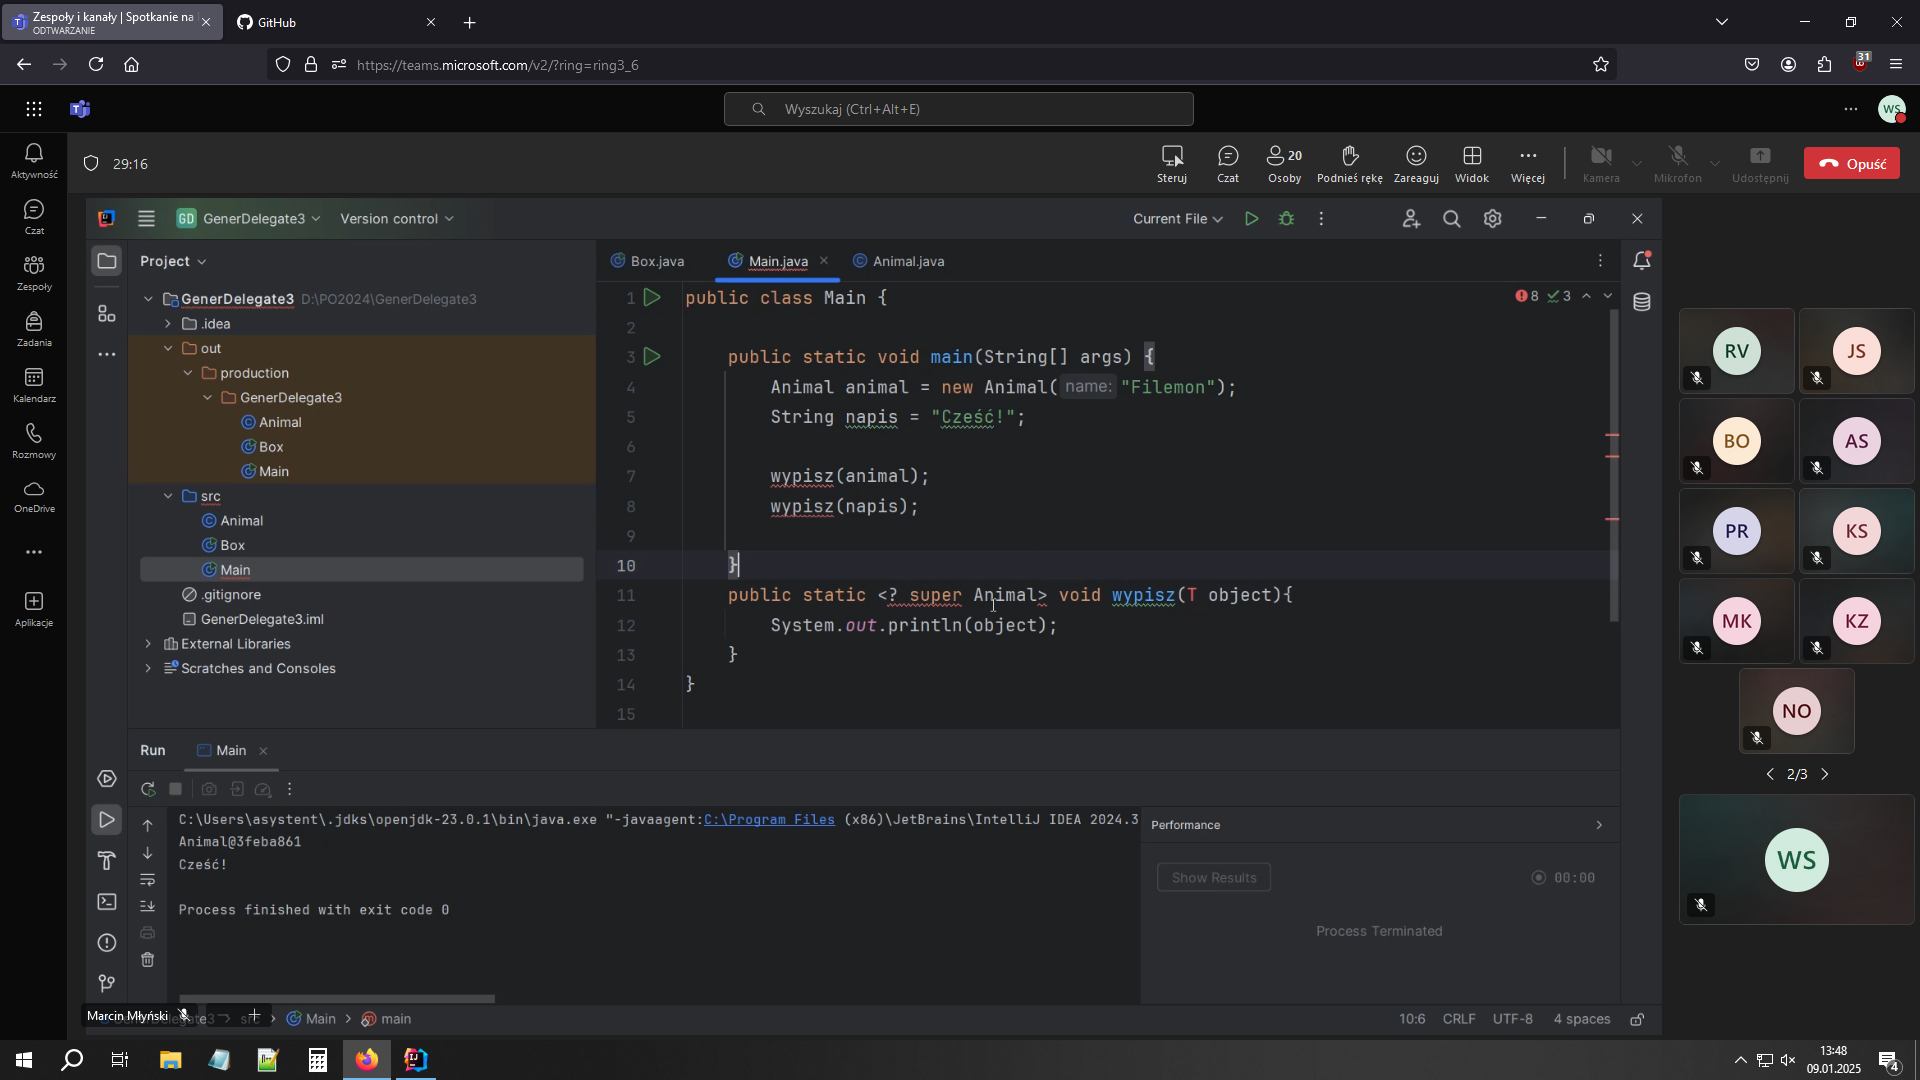 Zespoły i kanały | Spotkanie na
ODTWARZANIE
GitHub
https://teams.microsoft.com/v2/?ring=ring3_6
31
Wyszukaj (Ctrl+Alt+E)
WS
29:16
Steruj
Czat
20
Osoby
Podnieś rękę
Zareaguj
Widok
Więcej
Kamera
Mikrofon
Udostępnij
Opuść
Aktywność
Czat
Zespoły
Zadania
Kalendarz
Rozmowy
OneDrive
Aplikacje
GD GenerDelegate3
Version control
Current File
Project
GenerDelegate3 D:\PO2024\GenerDelegate3
.idea
out
production
GenerDelegate3
Animal
Box
Main
src
Animal
Box
Main
.gitignore
GenerDelegate3.iml
External Libraries
Scratches and Consoles
Box.java
Main.java
Animal.java
8 3
1 public class Main {
2
3 public static void main(String[] args) {
4 Animal animal = new Animal( name: "Filemon");
5 String napis = "Cześć!";
6
7 wypisz(animal);
8 wypisz(napis);
9
10 }
11 public static <? super Animal> void wypisz(T object){
12 System.out.println(object);
13 }
14 }
15
Run
Main
C:\Users\asystent\.jdks\openjdk-23.0.1\bin\java.exe "-javaagent:C:\Program Files (x86)\JetBrains\IntelliJ IDEA 2024.3
Animal@3feba861
Cześć!
Process finished with exit code 0
Performance
Show Results
00:00
Process Terminated
Marcin Młyński
src
Main
main
10:6
CRLF
UTF-8
4 spaces
RV
JS
BO
AS
PR
KS
MK
KZ
NO
2/3
WS
13:48
09.01.2025
4